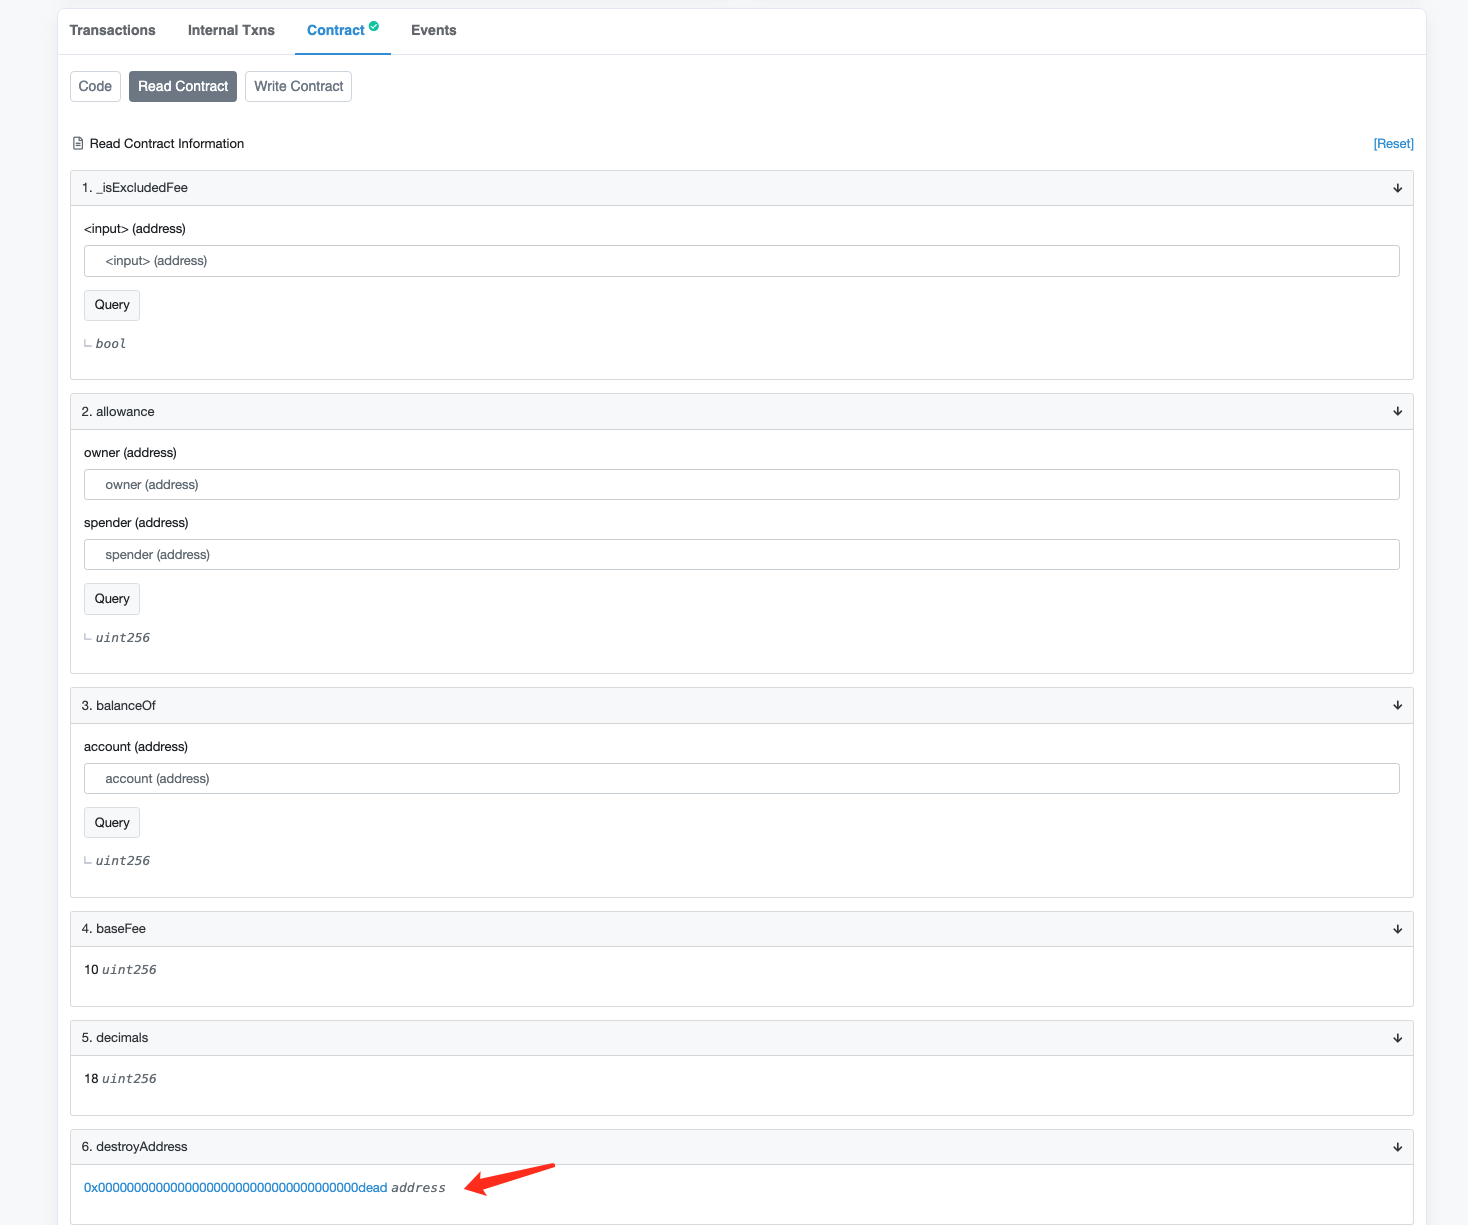 Transactions Internal Txns Contract Events
Code Read Contract Write Contract
Read Contract Information [Reset]
1. _isExcludedFee
<input> (address)
<input> (address)
Query
bool
2. allowance
owner (address)
owner (address)
spender (address)
spender (address)
Query
uint256
3. balanceOf
account (address)
account (address)
Query
uint256
4. baseFee
10 uint256
5. decimals
18 uint256
6. destroyAddress
0x000000000000000000000000000000000000dead address